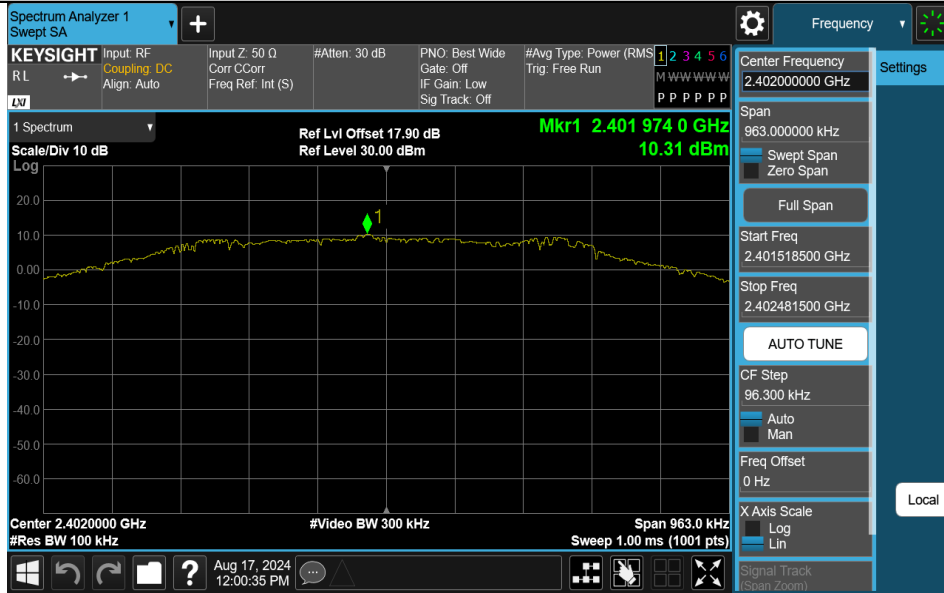 Spectrum Analyzer 1
Swept SA
+
Frequency
KEYSIGHT
RL
LXI
Input: RF
Coupling: DC
Align: Auto
Input Z: 50 Ω
Corr CCorr
Freq Ref: Int (S)
#Atten: 30 dB
PNO: Best Wide
Gate: Off
IF Gain: Low
Sig Track: Off
#Avg Type: Power (RMS
Trig: Free Run
1 2 3 4 5 6
M W W W W W
P P P P P P
1 Spectrum
Scale/Div 10 dB
Log
Ref Lvl Offset 17.90 dB
Ref Level 30.00 dBm
Mkr1 2.401 974 0 GHz
10.31 dBm
1
20.0
10.0
0.00
-10.0
-20.0
-30.0
-40.0
-50.0
-60.0
Center 2.4020000 GHz
#Res BW 100 kHz
#Video BW 300 kHz
Span 963.0 kHz
Sweep 1.00 ms (1001 pts)
?
Aug 17, 2024
12:00:35 PM
Center Frequency
2.402000000 GHz
Span
963.000000 kHz
Swept Span
Zero Span
Full Span
Start Freq
2.401518500 GHz
Stop Freq
2.402481500 GHz
AUTO TUNE
CF Step
96.300 kHz
Auto
Man
Freq Offset
0 Hz
X Axis Scale
Log
Lin
Signal Track
(Span Zoom)
Settings
Local